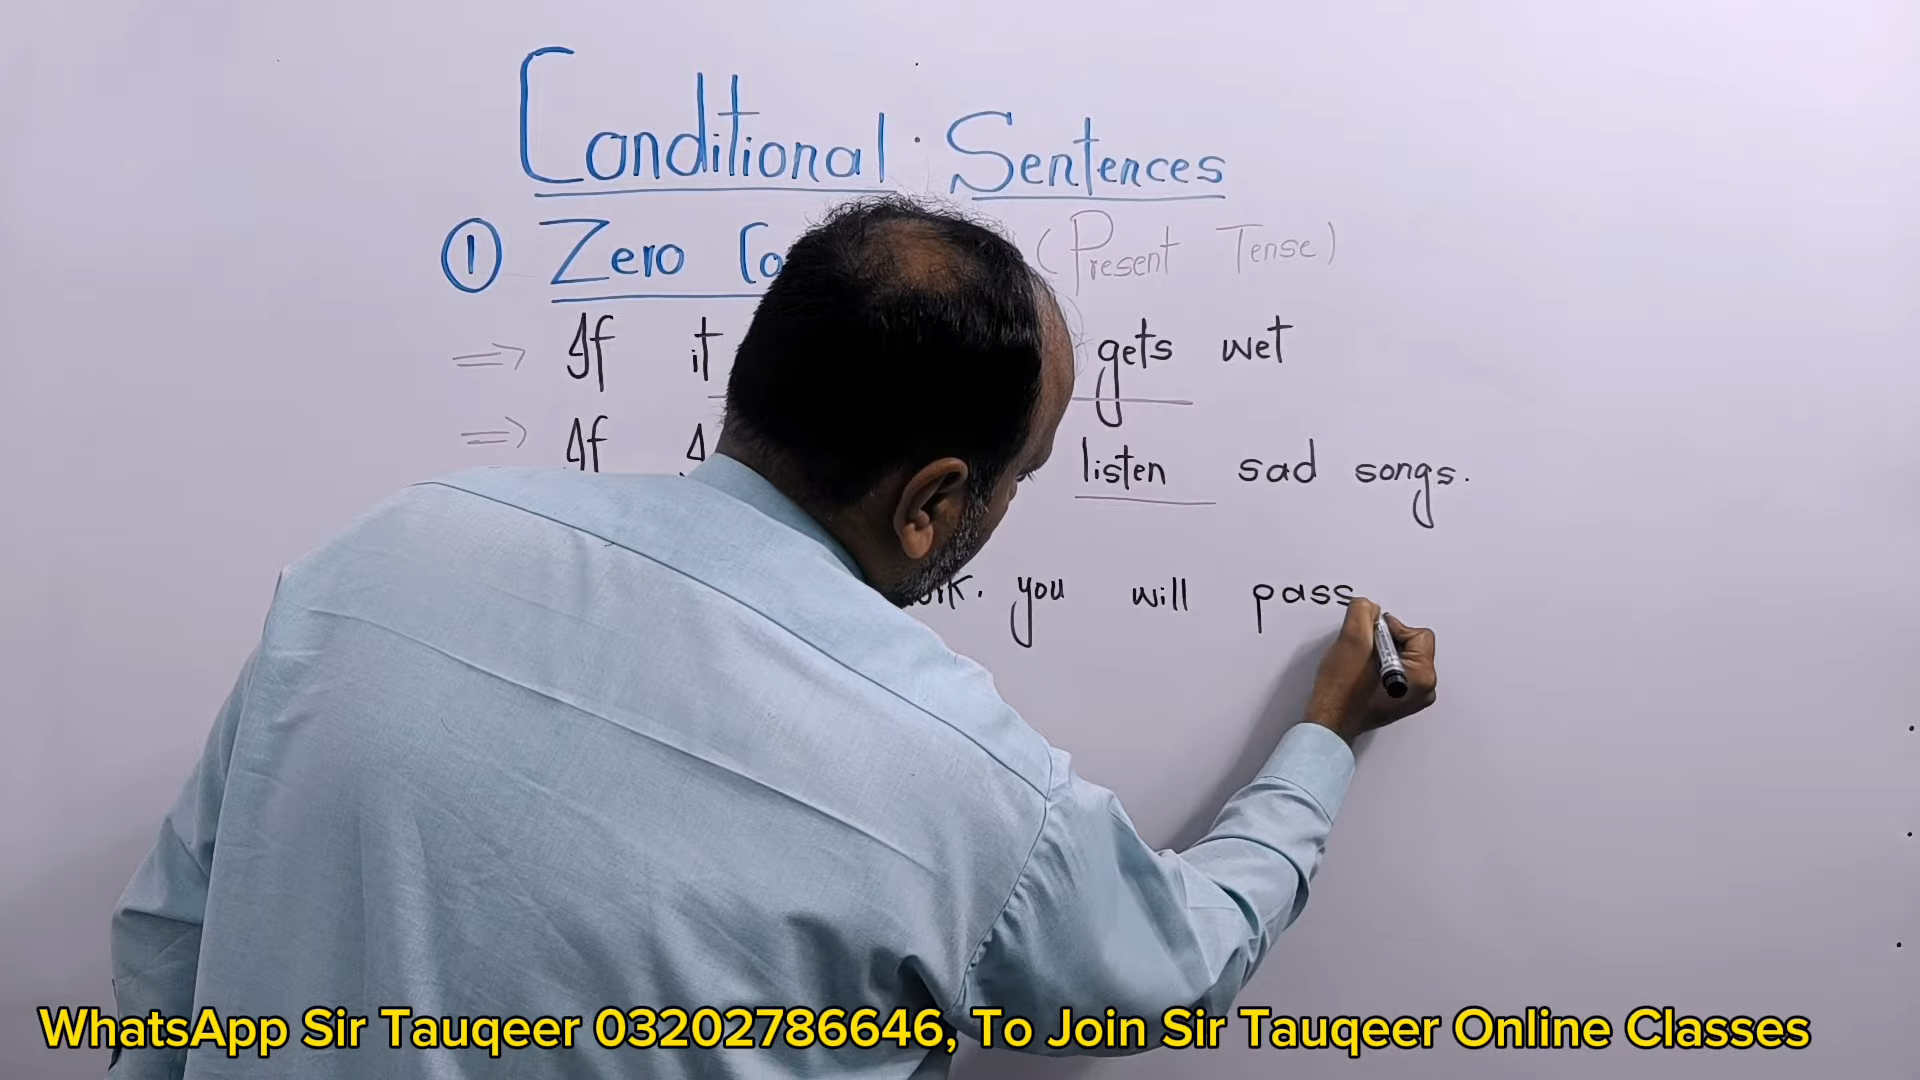 Conditional Sentences
① Zero Co (Present Tense)
⇒ If it gets wet
⇒ If I listen sad songs.
work. you will pass
WhatsApp Sir Tauqeer 03202786646, To Join Sir Tauqeer Online Classes